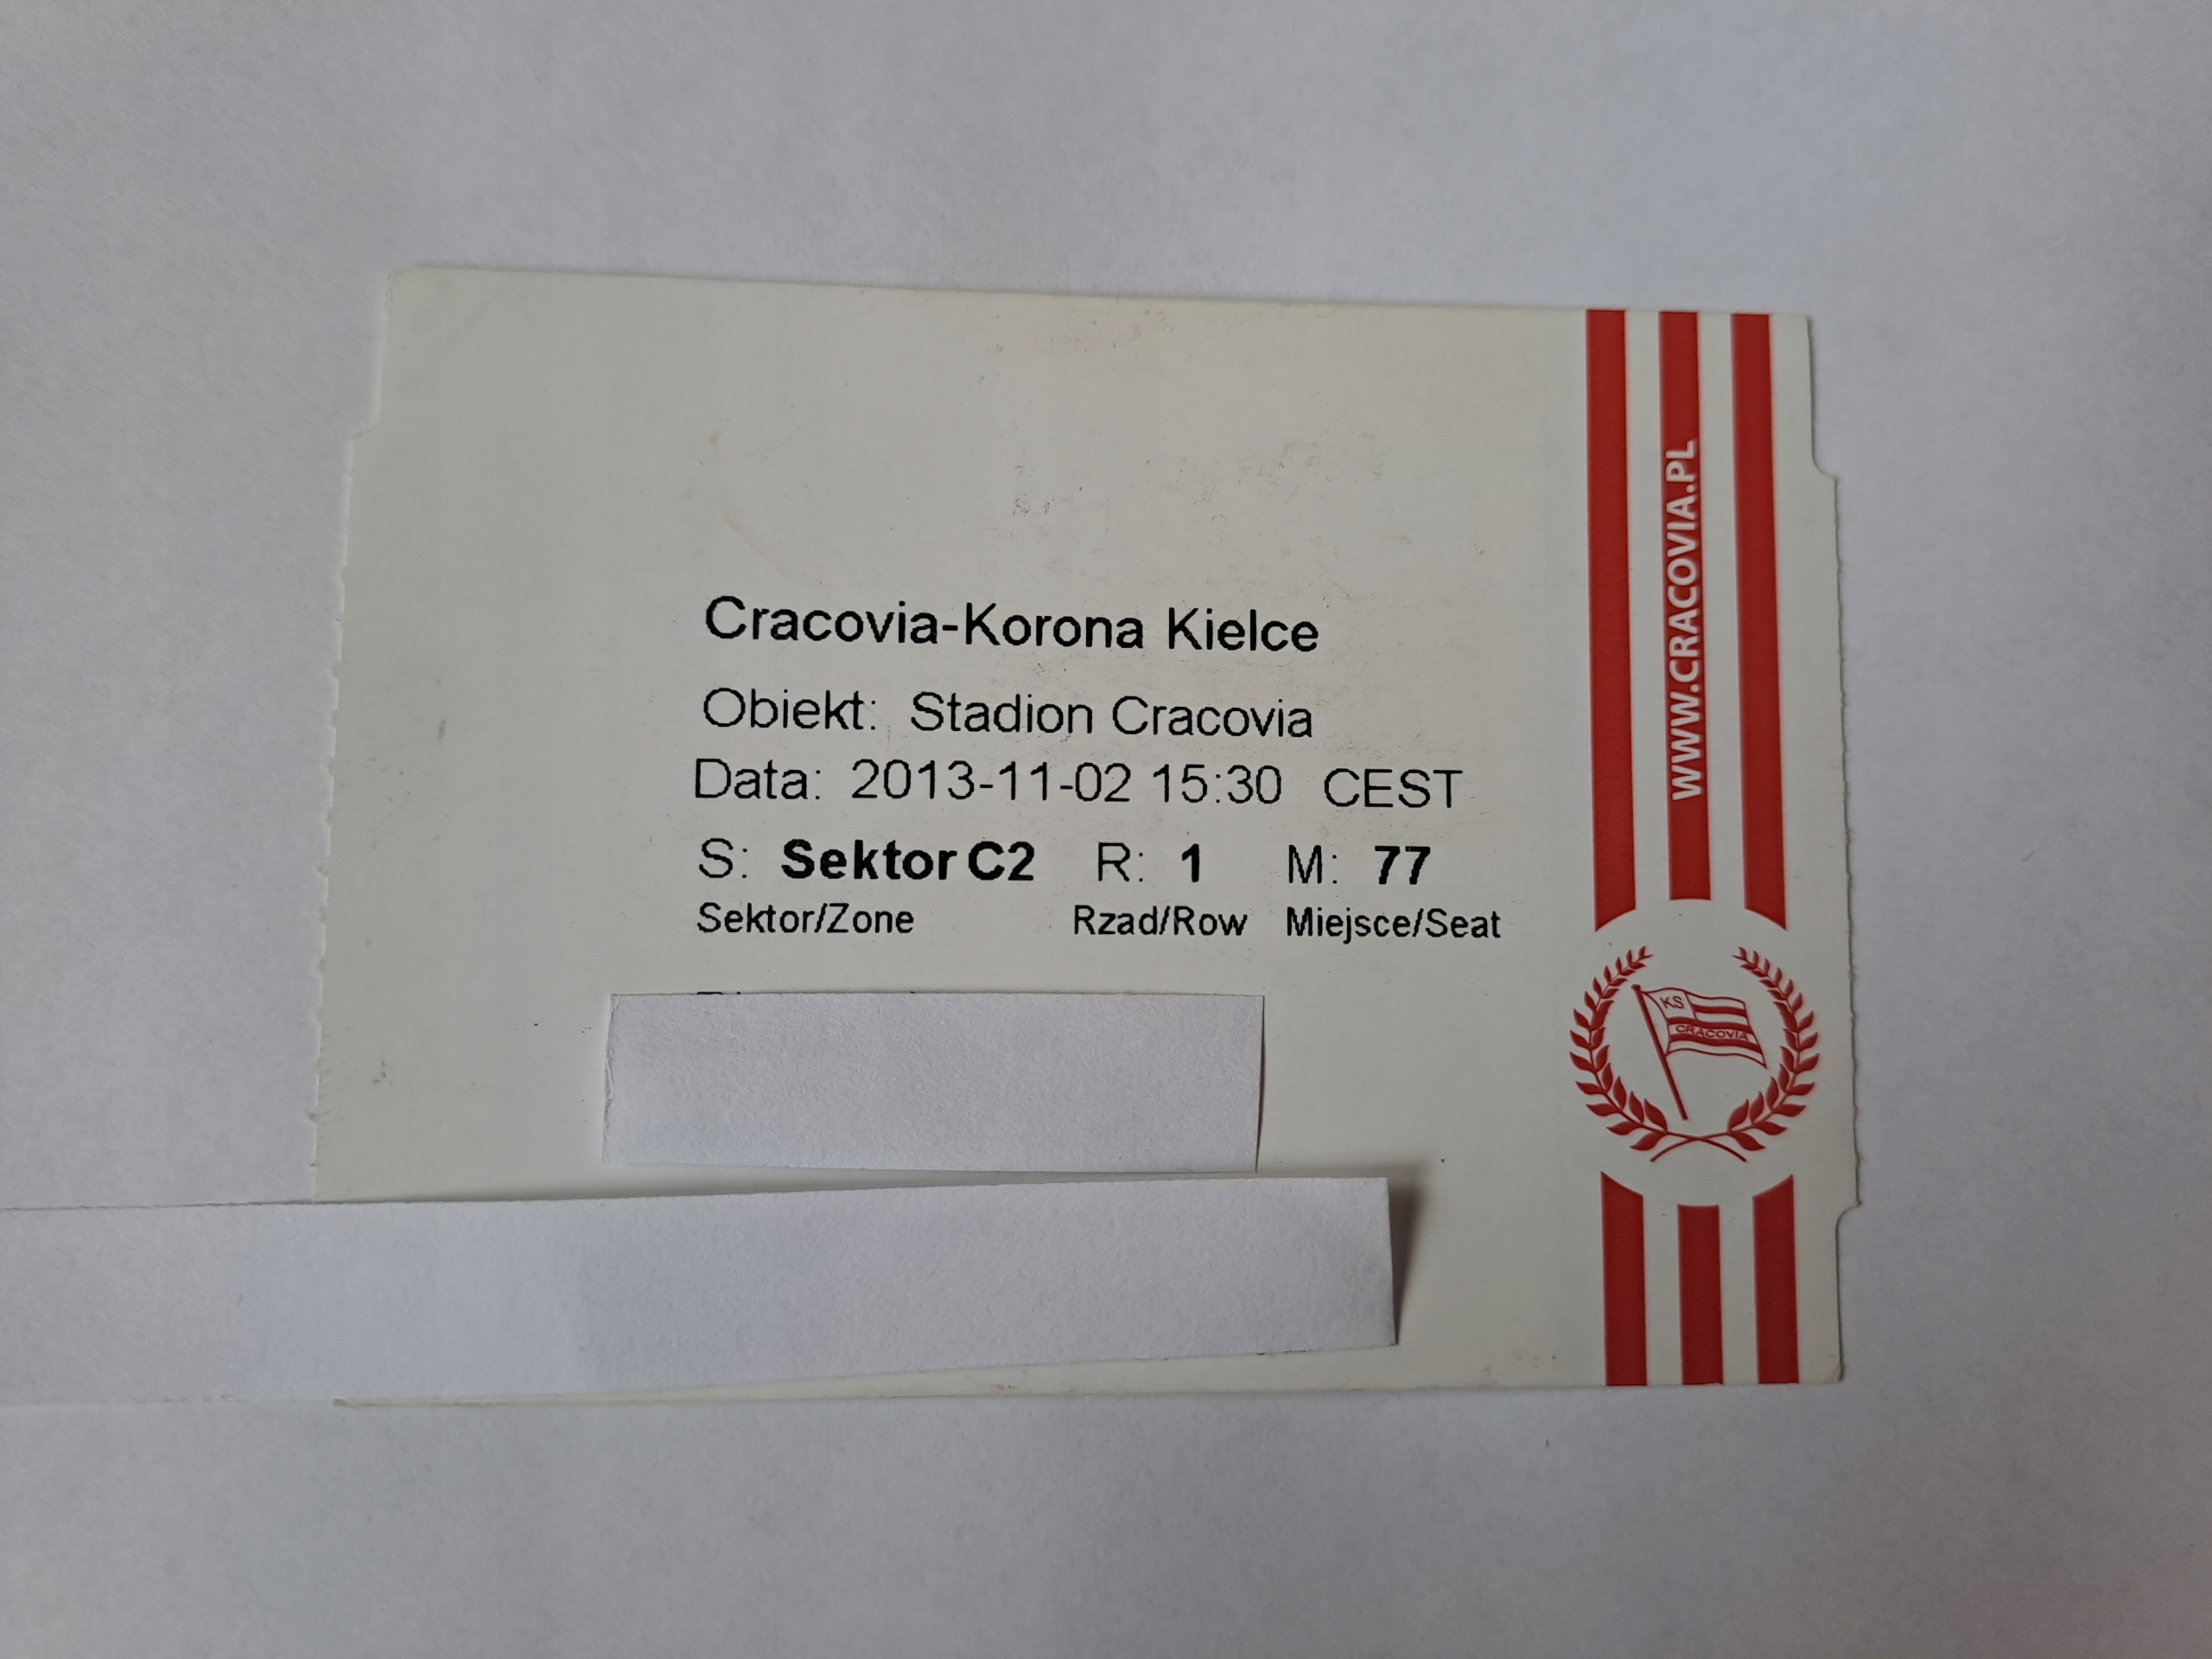 Cracovia-Korona Kielce
Obiekt: Stadion Cracovia
Data: 2013-11-02 15:30 CEST
S: Sektor C2 R: 1 M: 77
Sektor/Zone Rzad/Row Miejsce/Seat
WWW.CRACOVIA.PL
KS
CRACOVIA